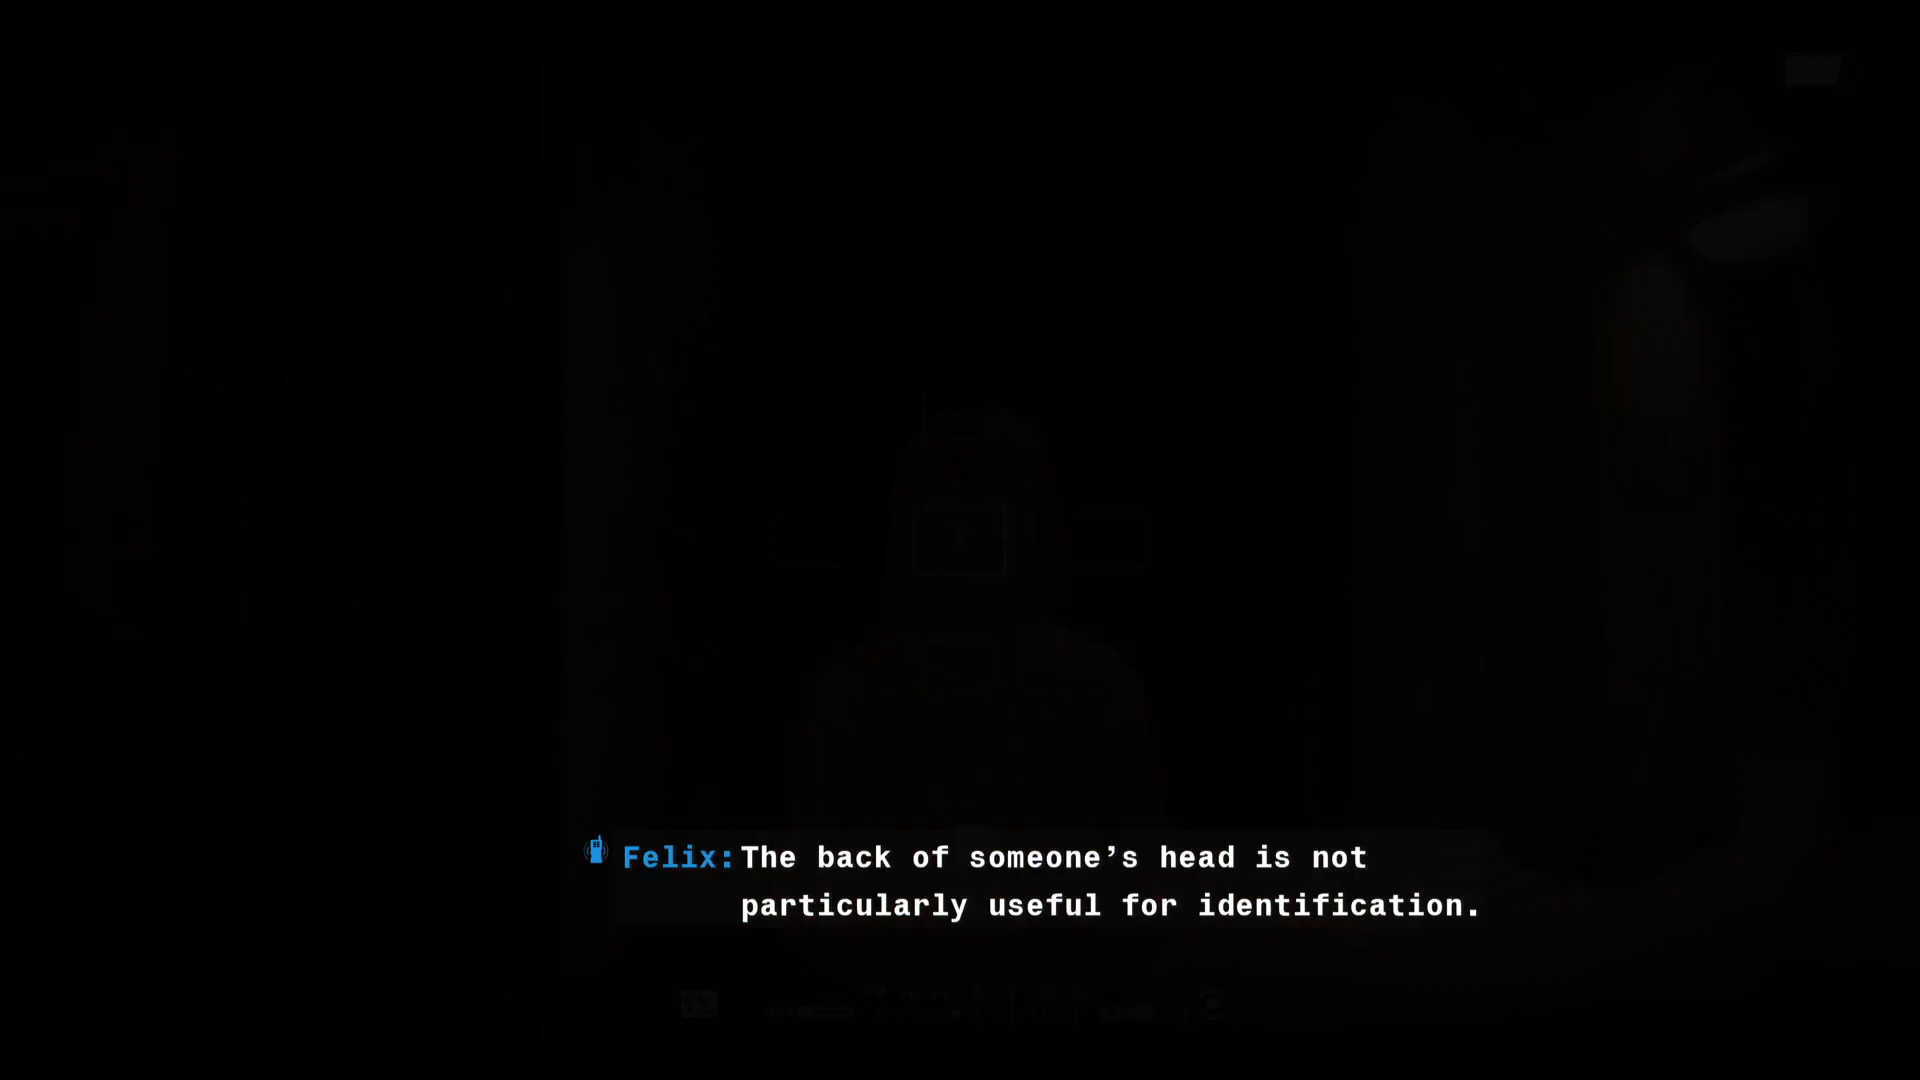 Felix: The back of someone’s head is not
particularly useful for identification.